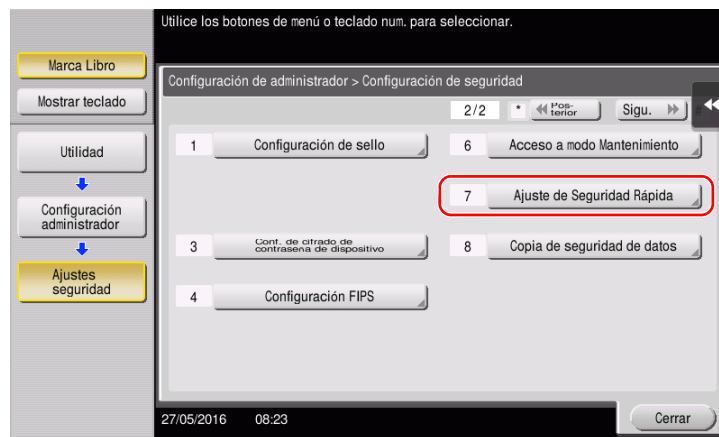 Utilice los botones de menú o teclado num. para seleccionar.
Marca Libro
Mostrar teclado
Utilidad
Configuración
administrador
Ajustes
seguridad
Configuración de administrador > Configuración de seguridad
2/2
*
Pos-
terior
Sigu.
1 Configuración de sello
6 Acceso a modo Mantenimiento
7 Ajuste de Seguridad Rápida
3 Conf. de cifrado de
contraseña de dispositivo
8 Copia de seguridad de datos
4 Configuración FIPS
27/05/2016 08:23
Cerrar